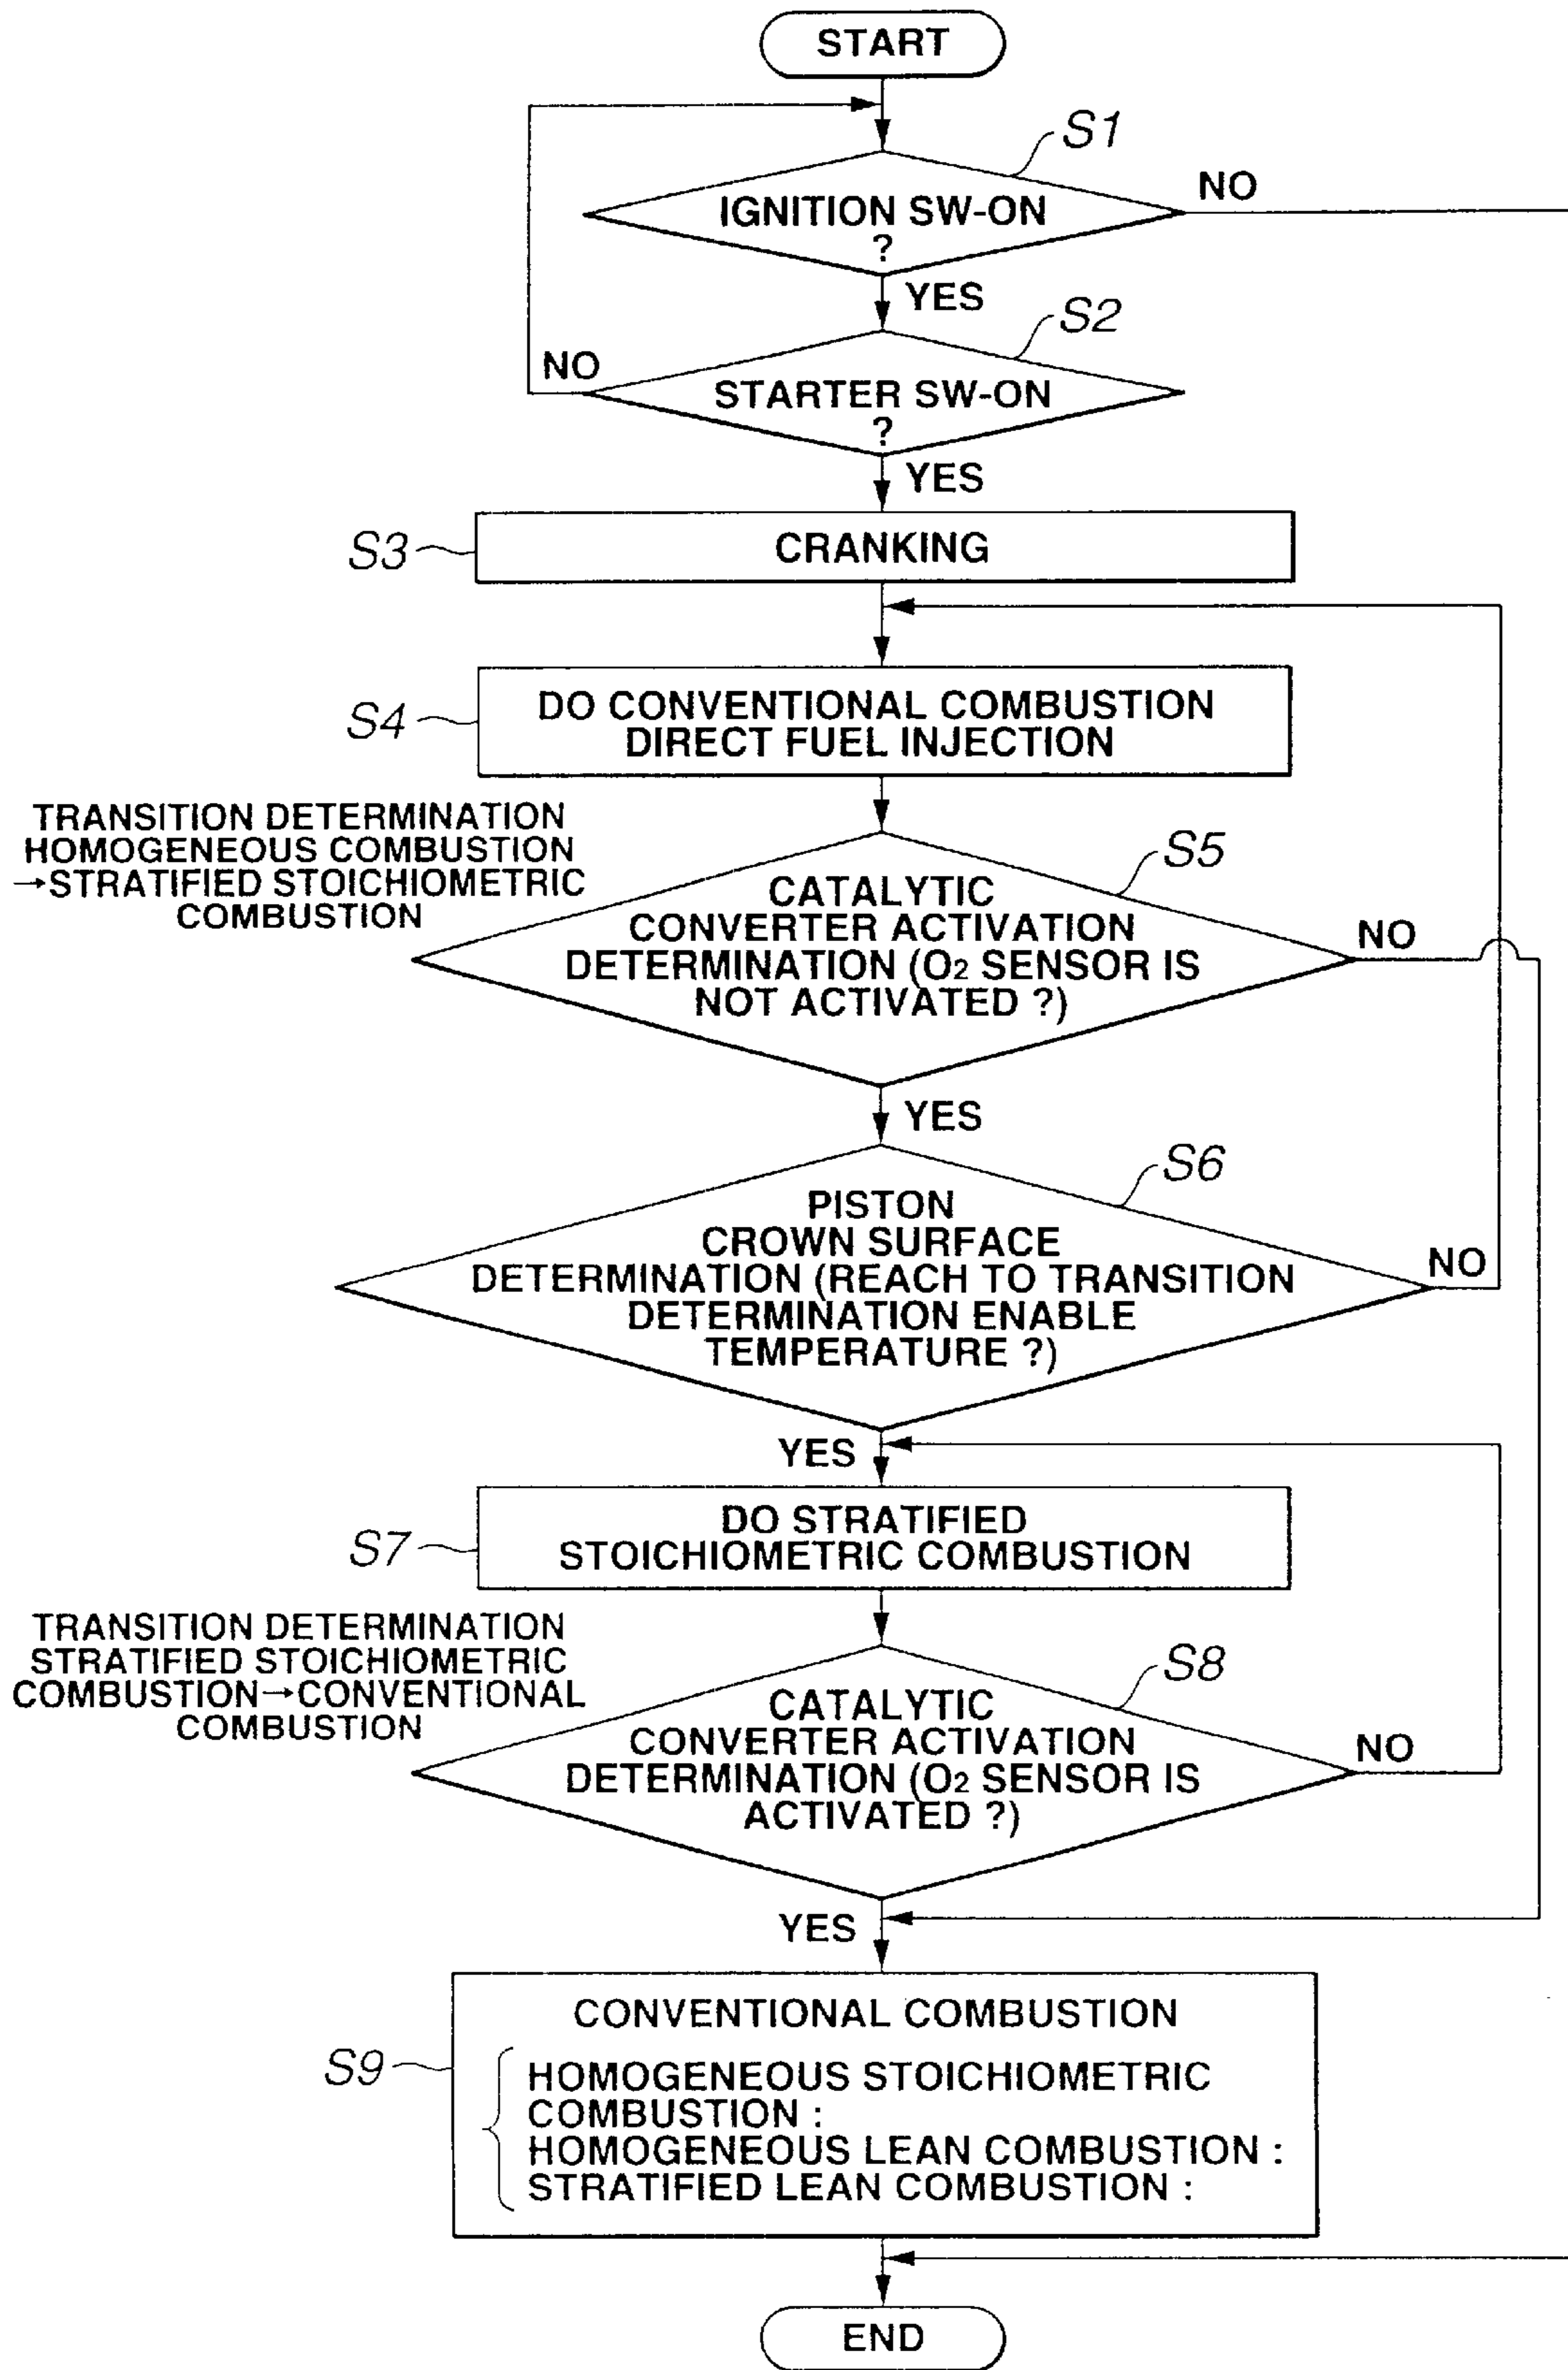 START
S1
NO
IGNITION SW-ON
?
YES
S2
NO
STARTER SW-ON
?
YES
S3
CRANKING
S4
DO CONVENTIONAL COMBUSTION
DIRECT FUEL INJECTION
TRANSITION DETERMINATION
HOMOGENEOUS COMBUSTION
→STRATIFIED STOICHIOMETRIC
COMBUSTION
S5
CATALYTIC
CONVERTER ACTIVATION
DETERMINATION (O2 SENSOR IS
NOT ACTIVATED ?)
NO
YES
S6
PISTON
CROWN SURFACE
DETERMINATION (REACH TO TRANSITION
DETERMINATION ENABLE
TEMPERATURE ?)
NO
YES
S7
DO STRATIFIED
STOICHIOMETRIC COMBUSTION
TRANSITION DETERMINATION
STRATIFIED STOICHIOMETRIC
COMBUSTION→CONVENTIONAL
COMBUSTION
S8
CATALYTIC
CONVERTER ACTIVATION
DETERMINATION (O2 SENSOR IS
ACTIVATED ?)
NO
YES
S9
CONVENTIONAL COMBUSTION
HOMOGENEOUS STOICHIOMETRIC
COMBUSTION :
HOMOGENEOUS LEAN COMBUSTION :
STRATIFIED LEAN COMBUSTION :
END